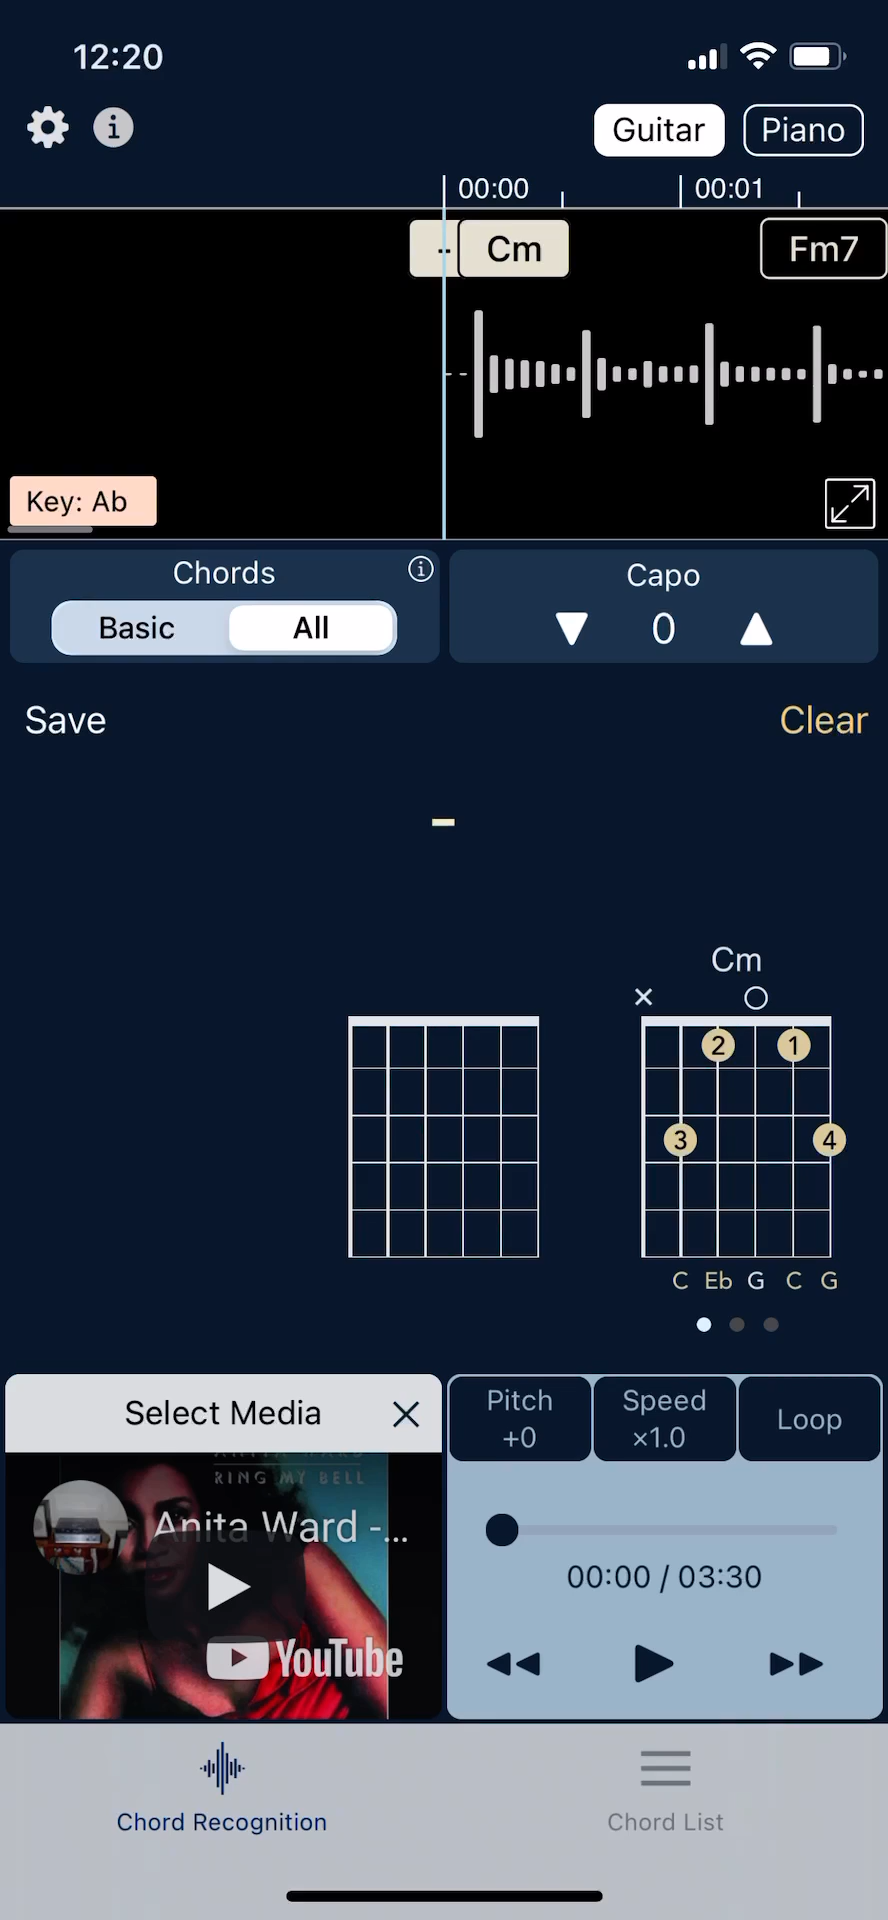 12:20
Guitar Piano
00:00 00:01
- Cm Fm7
Key: Ab
Chords
Basic All
Capo
0
Save Clear
-
Cm
× ○
2 1
3 4
C Eb G C G
Select Media ×
Pitch
+0
Speed
×1.0
Loop
RING MY BELL
Anita Ward -...
YouTube
00:00 / 03:30
Chord Recognition Chord List